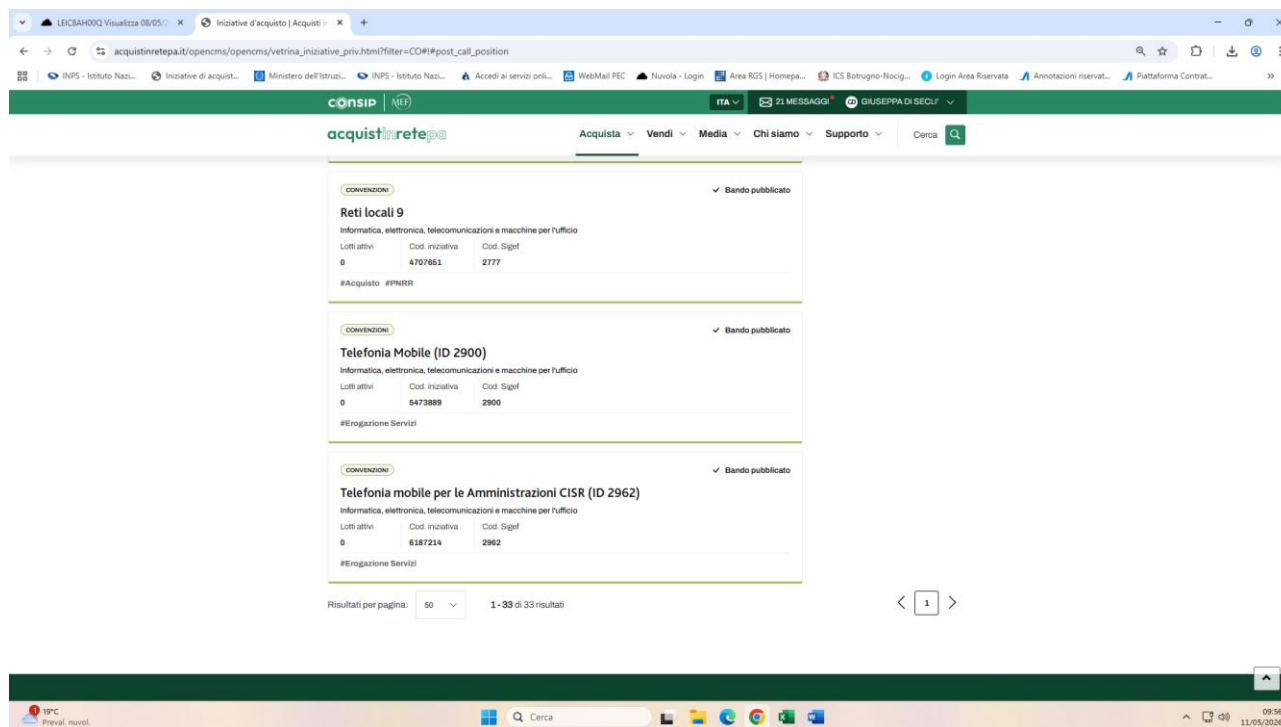 LEIC8AH00Q Visualizza 08/05/2
Iniziative d'acquisto | Acquisti i
acquistinretepa.it/opencms/opencms/vetrina_iniziative_priv.html?filter=CO#!#post_call_position
INPS - Istituto Nazi...
Iniziative di acquist...
Ministero dell'Istruzi...
INPS - Istituto Nazi...
Accedi ai servizi onli...
WebMail PEC
Nuvola - Login
Area RGS | Homepa...
ICS Botrugno-Nocig...
Login Area Riservata
Annotazioni riservat...
Piattaforma Contrat...
consip MEF
ITA
21 MESSAGGI
GD GIUSEPPA DI SECLI'
acquistinretepa
Acquista Vendi Media Chi siamo Supporto Cerca
CONVENZIONI Bando pubblicato
Reti locali 9
Informatica, elettronica, telecomunicazioni e macchine per l'ufficio
Lotti attivi Cod. iniziativa Cod. Sigef
0 4707651 2777
#Acquisto #PNRR
CONVENZIONI Bando pubblicato
Telefonia Mobile (ID 2900)
Informatica, elettronica, telecomunicazioni e macchine per l'ufficio
Lotti attivi Cod. iniziativa Cod. Sigef
0 5473889 2900
#Erogazione Servizi
CONVENZIONI Bando pubblicato
Telefonia mobile per le Amministrazioni CISR (ID 2962)
Informatica, elettronica, telecomunicazioni e macchine per l'ufficio
Lotti attivi Cod. iniziativa Cod. Sigef
0 6187214 2962
#Erogazione Servizi
Risultati per pagina: 50 1 - 33 di 33 risultati 1
1 19°C
Preval. nuvol.
Cerca
09:56